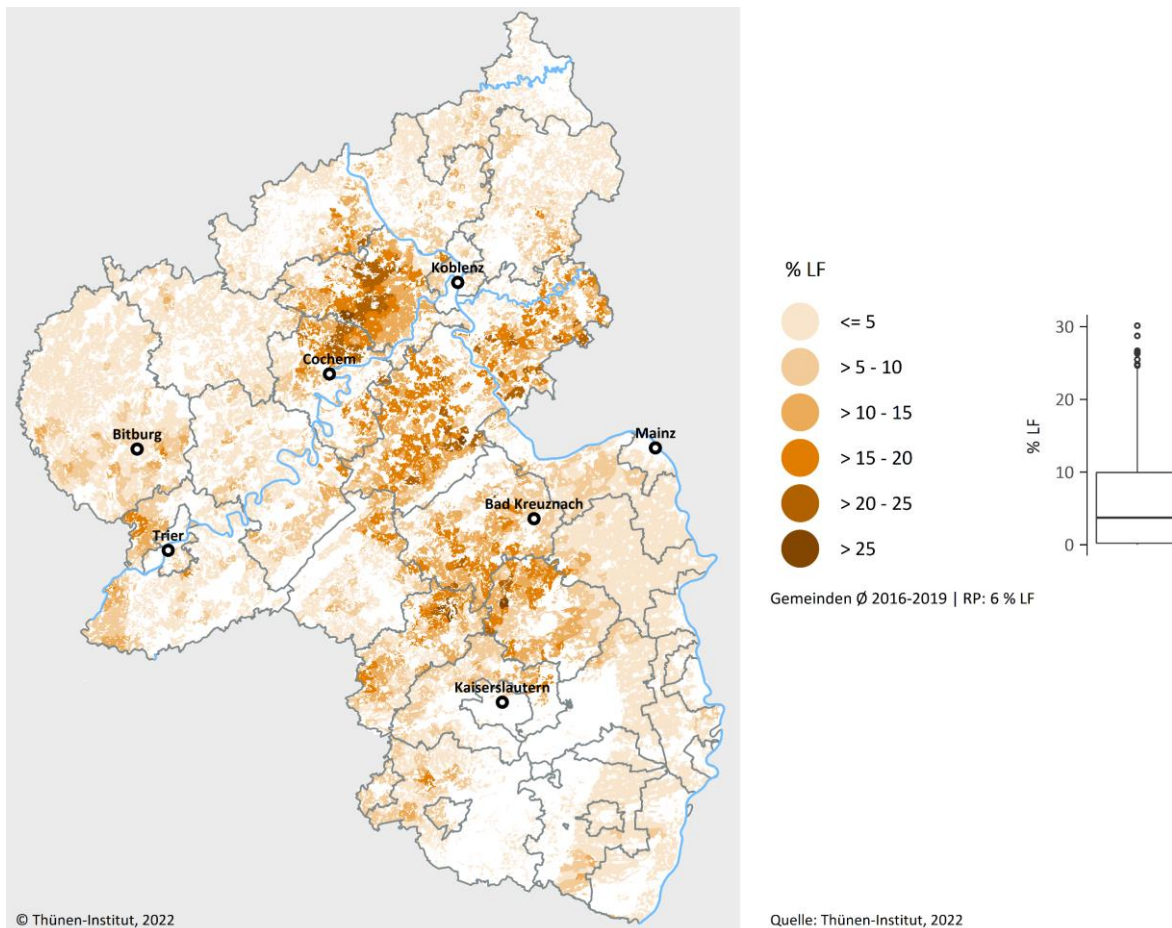 Koblenz
Cochem
Bitburg
Mainz
Bad Kreuznach
Trier
Kaiserslautern
© Thünen-Institut, 2022
% LF
<= 5
> 5 - 10
> 10 - 15
> 15 - 20
> 20 - 25
> 25
Gemeinden Ø 2016-2019 | RP: 6 % LF
% LF
30
20
10
0
Quelle: Thünen-Institut, 2022